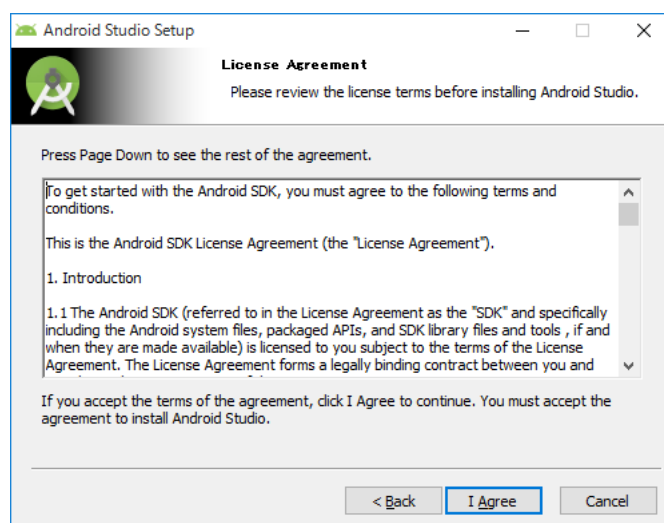 Android Studio Setup
License Agreement
Please review the license terms before installing Android Studio.
Press Page Down to see the rest of the agreement.
To get started with the Android SDK, you must agree to the following terms and
conditions.
This is the Android SDK License Agreement (the "License Agreement").
1. Introduction
1.1 The Android SDK (referred to in the License Agreement as the "SDK" and specifically
including the Android system files, packaged APIs, and SDK library files and tools , if and
when they are made available) is licensed to you subject to the terms of the License
Agreement. The License Agreement forms a legally binding contract between you and
If you accept the terms of the agreement, click I Agree to continue. You must accept the
agreement to install Android Studio.
< Back
I Agree
Cancel